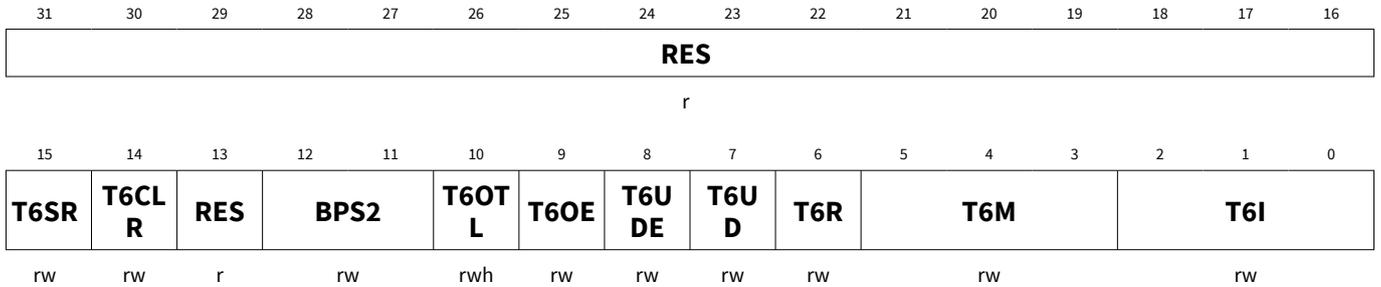 31 30 29 28 27 26 25 24 23 22 21 20 19 18 17 16
RES
r
15 14 13 12 11 10 9 8 7 6 5 4 3 2 1 0
T6SR T6CL RES BPS2 T6OT T6OE T6U T6U T6R T6M T6I
R L DE D
rw rw r rw rwh rw rw rw rw rw rw